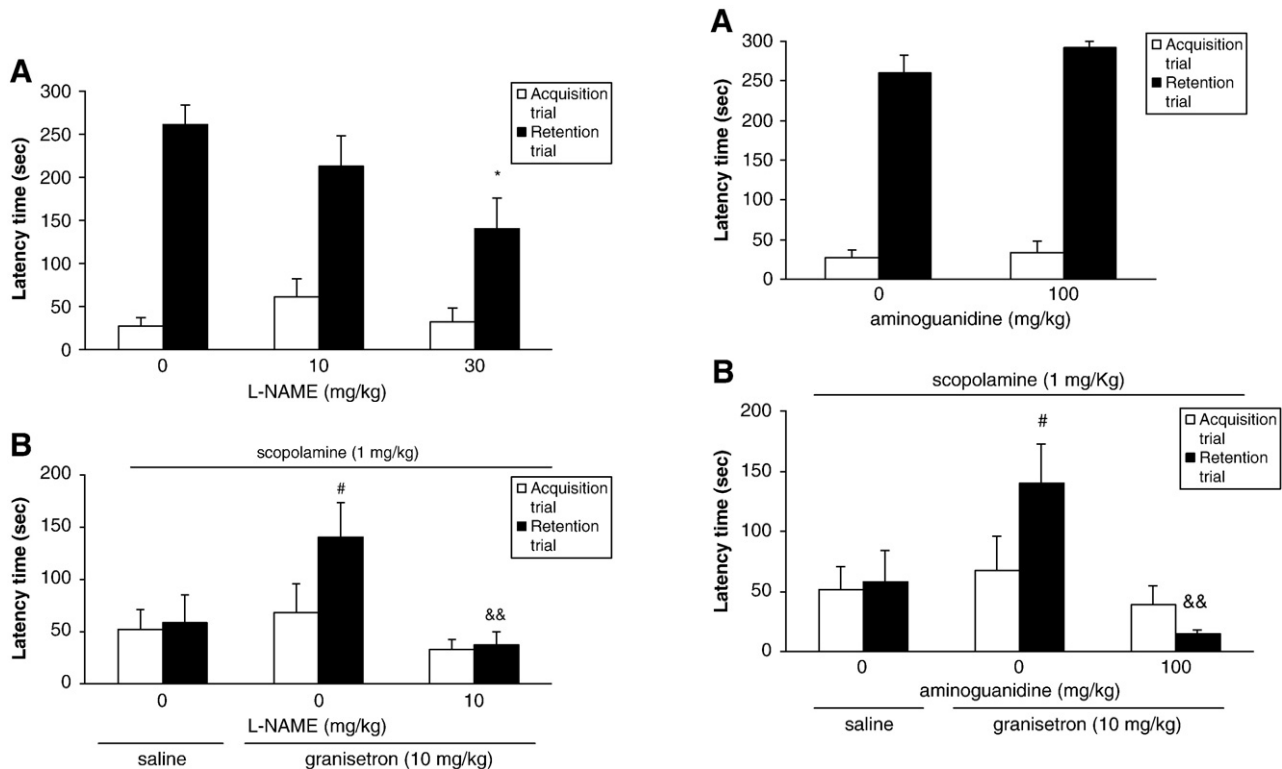 A
Latency time (sec)
300
250
200
150
100
50
0
Acquisition
trial
Retention
trial
*
0 10 30
L-NAME (mg/kg)
B
scopolamine (1 mg/kg)
Latency time (sec)
200
150
100
50
0
Acquisition
trial
Retention
trial
#
&&
0 0 10
L-NAME (mg/kg)
saline granisetron (10 mg/kg)
A
Latency time (sec)
300
250
200
150
100
50
0
Acquisition
trial
Retention
trial
0 100
aminoguanidine (mg/kg)
B
scopolamine (1 mg/Kg)
Latency time (sec)
200
150
100
50
0
Acquisition
trial
Retention
trial
#
&&
0 0 100
aminoguanidine (mg/kg)
saline granisetron (10 mg/kg)